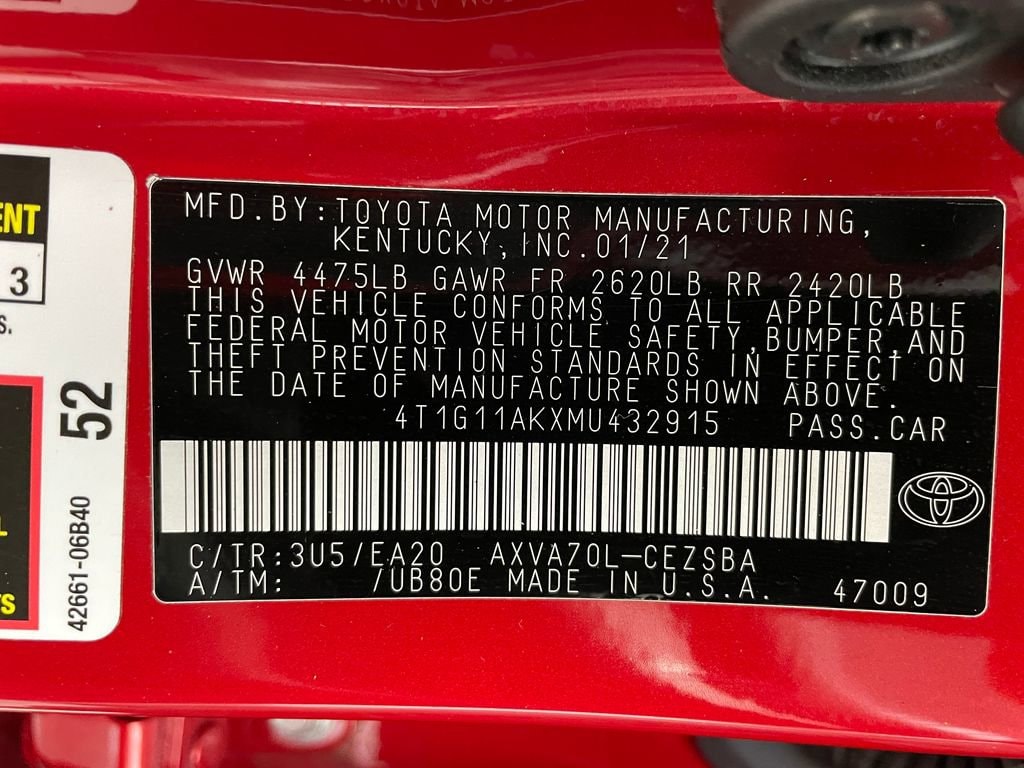 MFD.BY:TOYOTA MOTOR MANUFACTURING,
KENTUCKY,INC.01/21
GVWR 4475LB GAWR FR 2620LB RR 2420LB
THIS VEHICLE CONFORMS TO ALL APPLICABLE
FEDERAL MOTOR VEHICLE SAFETY,BUMPER,AND
THEFT PREVENTION STANDARDS IN EFFECT ON
THE DATE OF MANUFACTURE SHOWN ABOVE.
4T1G11AKXMU432915 PASS.CAR
C/TR:3U5/EA20 AXVA70L-CEZSBA
A/TM: /UB80E MADE IN U.S.A. 47009
ENT
3
S.
52
L
TS
42661-06B40